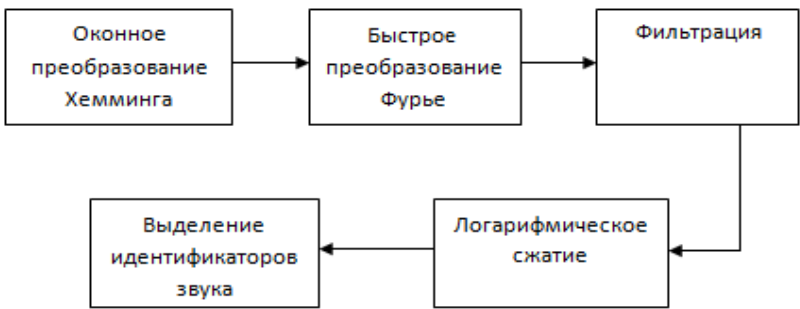 Оконное
преобразование
Хемминга
Быстрое
преобразование
Фурье
Фильтрация
Логарифмическое
сжатие
Выделение
идентификаторов
звука